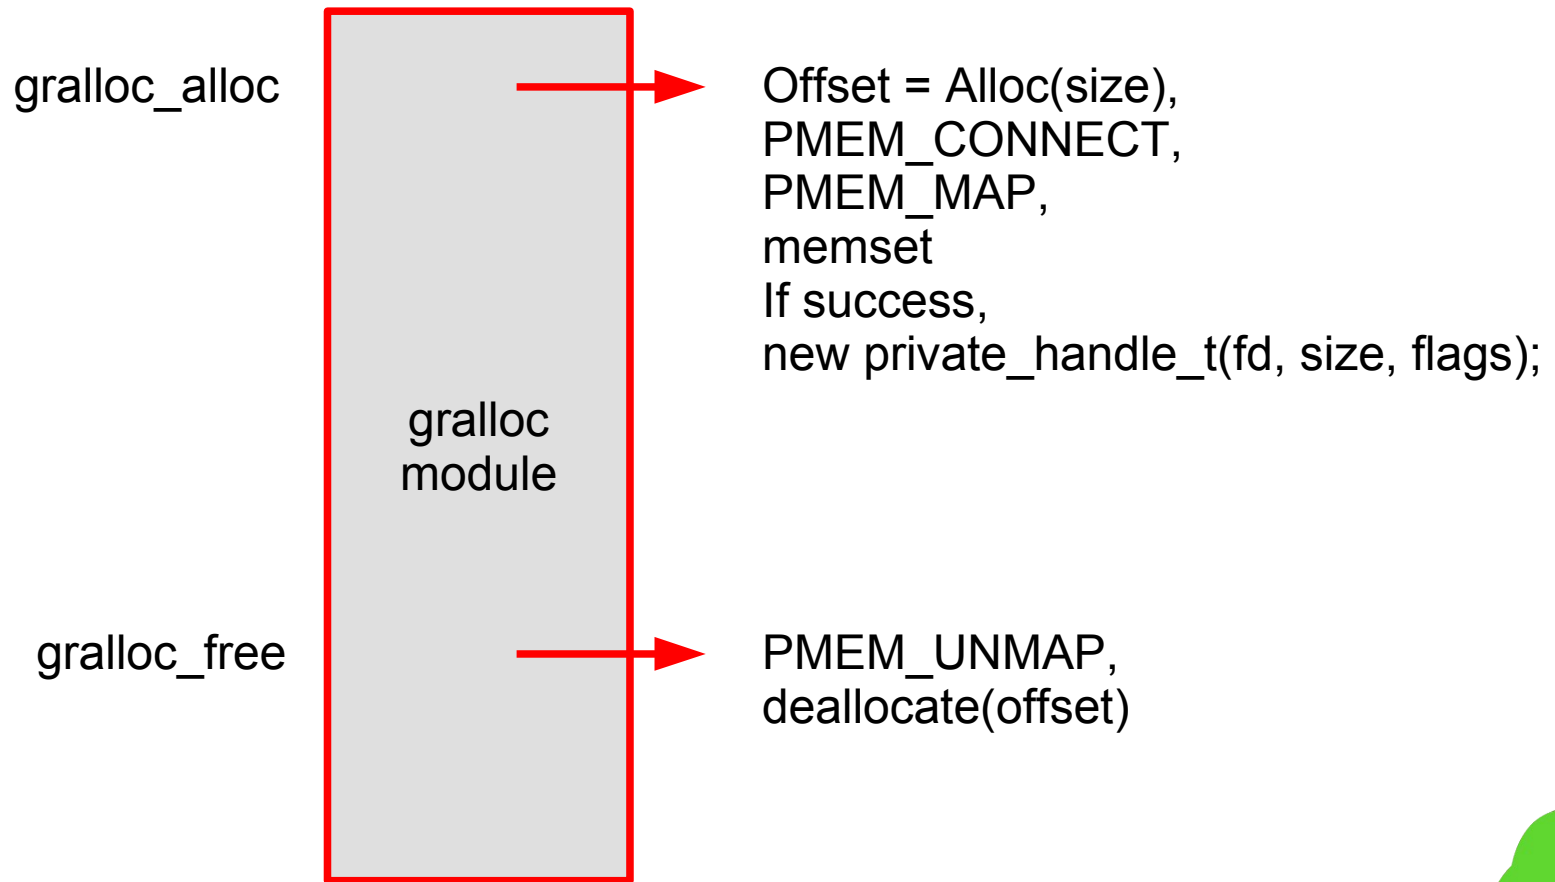 gralloc_alloc
Offset = Alloc(size),
PMEM_CONNECT,
PMEM_MAP,
memset
If success,
new private_handle_t(fd, size, flags);
gralloc
module
gralloc_free
PMEM_UNMAP,
deallocate(offset)